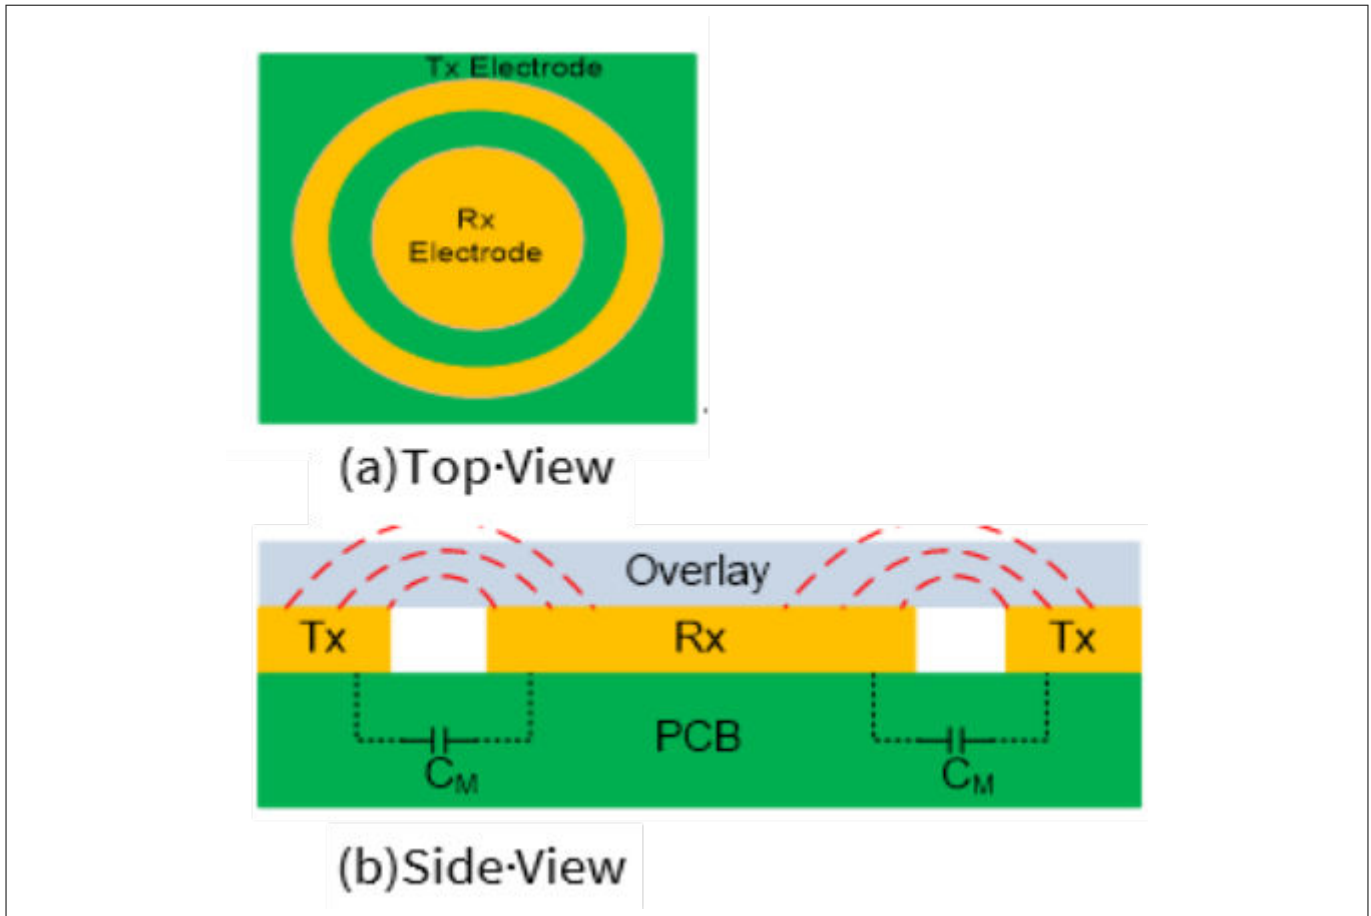 Tx Electrode
Rx
Electrode
(a)Top·View
Overlay
Tx
Rx
Tx
PCB
CM
CM
(b)Side·View